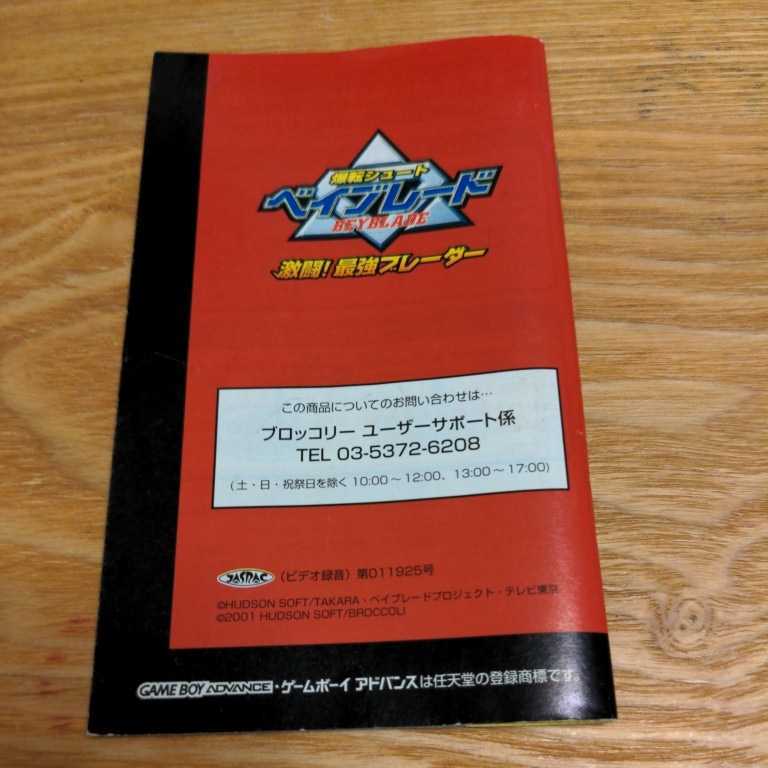 爆転シュート
ベイブレード
BEYBLADE
激闘！最強ブレーダー
この商品についてのお問い合わせは…
ブロッコリー ユーザーサポート係
TEL 03-5372-6208
(土・日・祝祭日を除く 10:00～12:00、13:00～17:00)
JASRAC (ビデオ録音) 第011925号
©HUDSON SOFT/TAKARA・ベイブレードプロジェクト・テレビ東京
©2001 HUDSON SOFT/BROCCOLI
GAME BOY ADVANCE・ゲームボーイ アドバンスは任天堂の登録商標です。